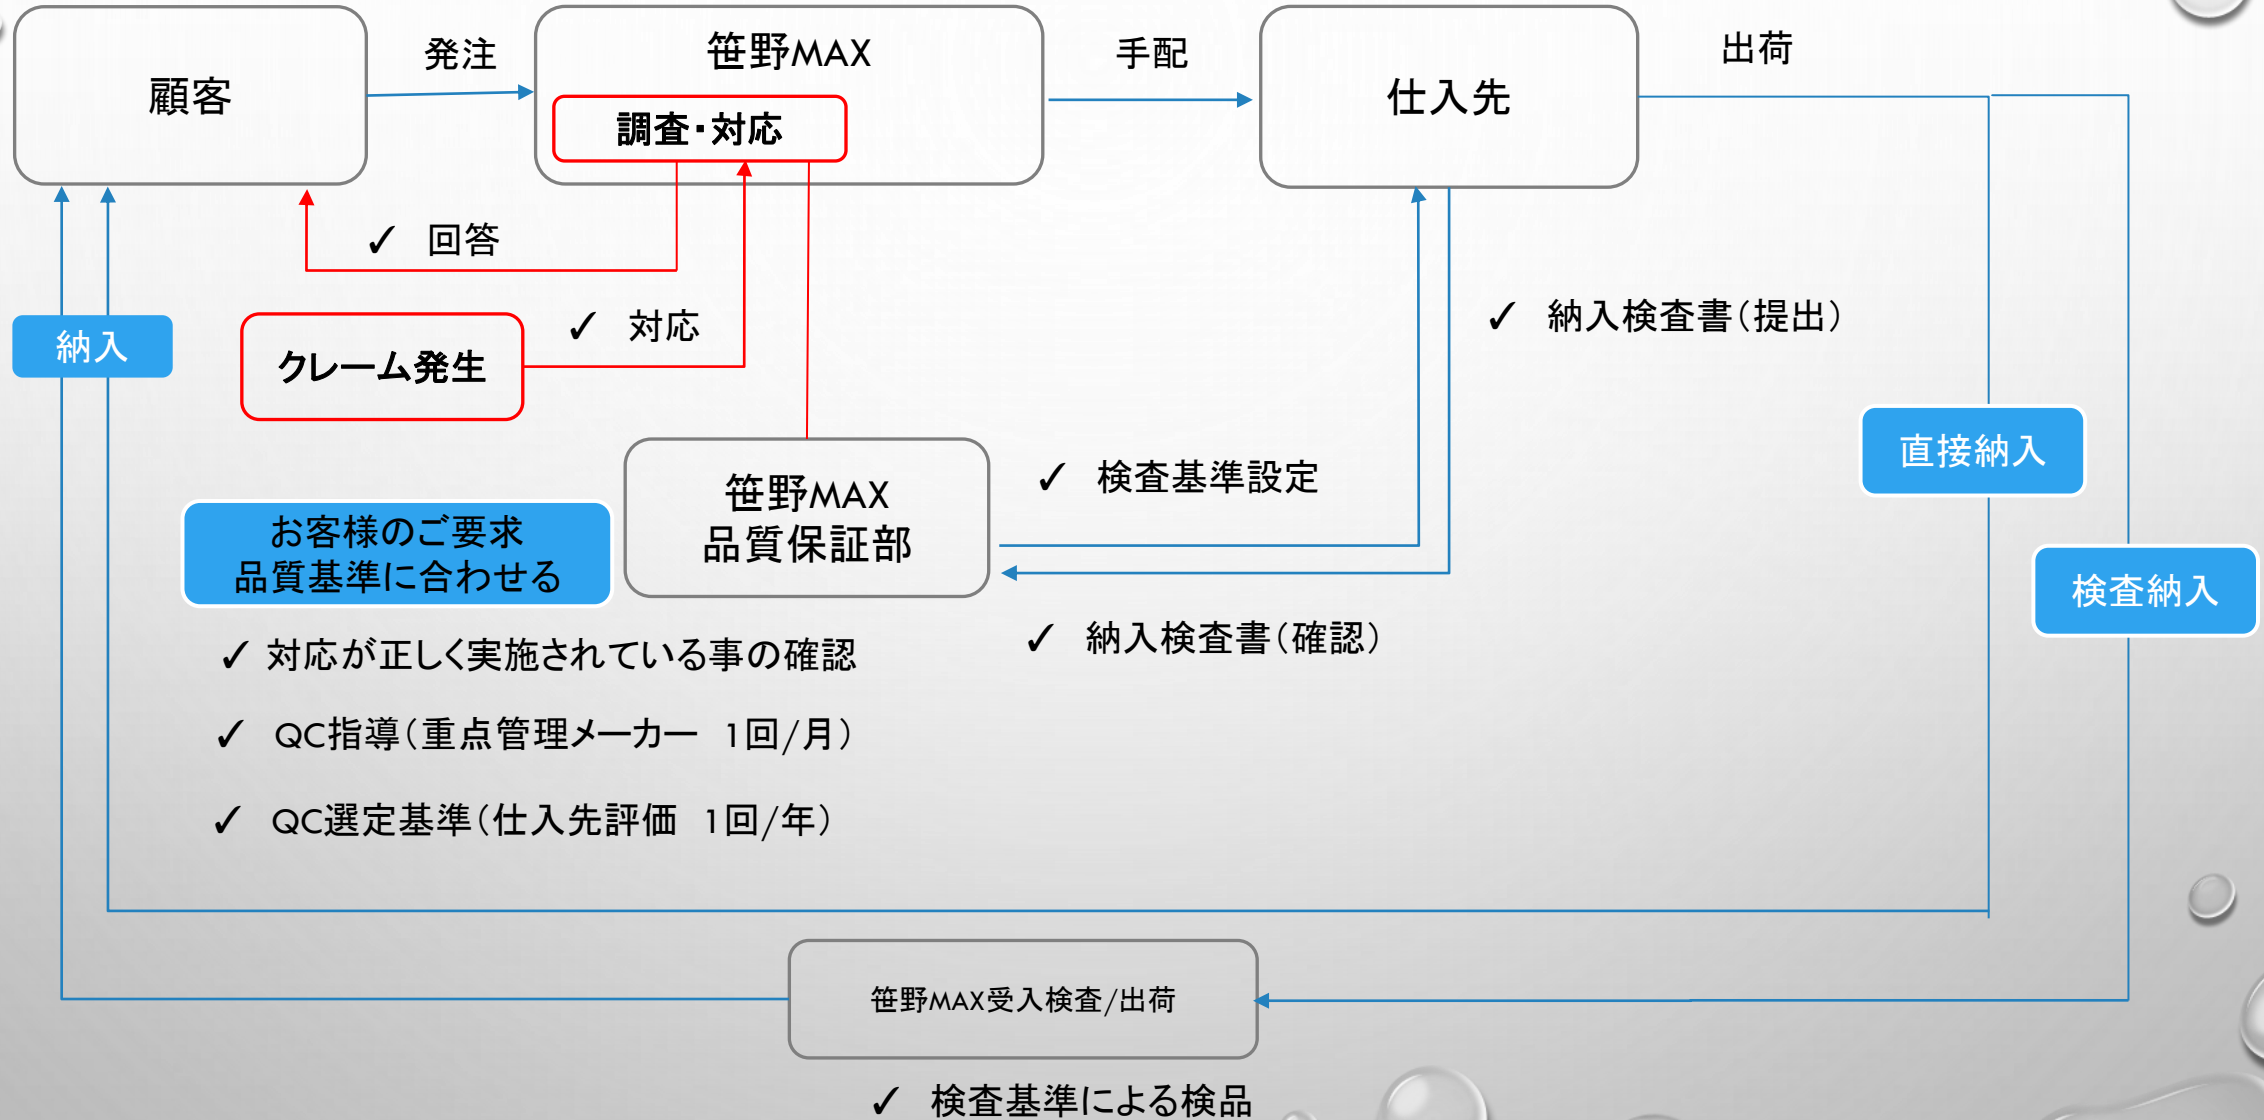 発注
笹野MAX
手配
出荷
顧客
仕入先
調査・対応
✓ 回答
✓ 対応
✓ 納入検査書(提出)
納入
クレーム発生
直接納入
✓ 検査基準設定
笹野MAX
品質保証部
お客様のご要求
品質基準に合わせる
検査納入
✓ 納入検査書(確認)
✓ 対応が正しく実施されている事の確認
✓ QC指導(重点管理メーカー 1回/月)
✓ QC選定基準(仕入先評価 1回/年)
笹野MAX受入検査/出荷
✓ 検査基準による検品